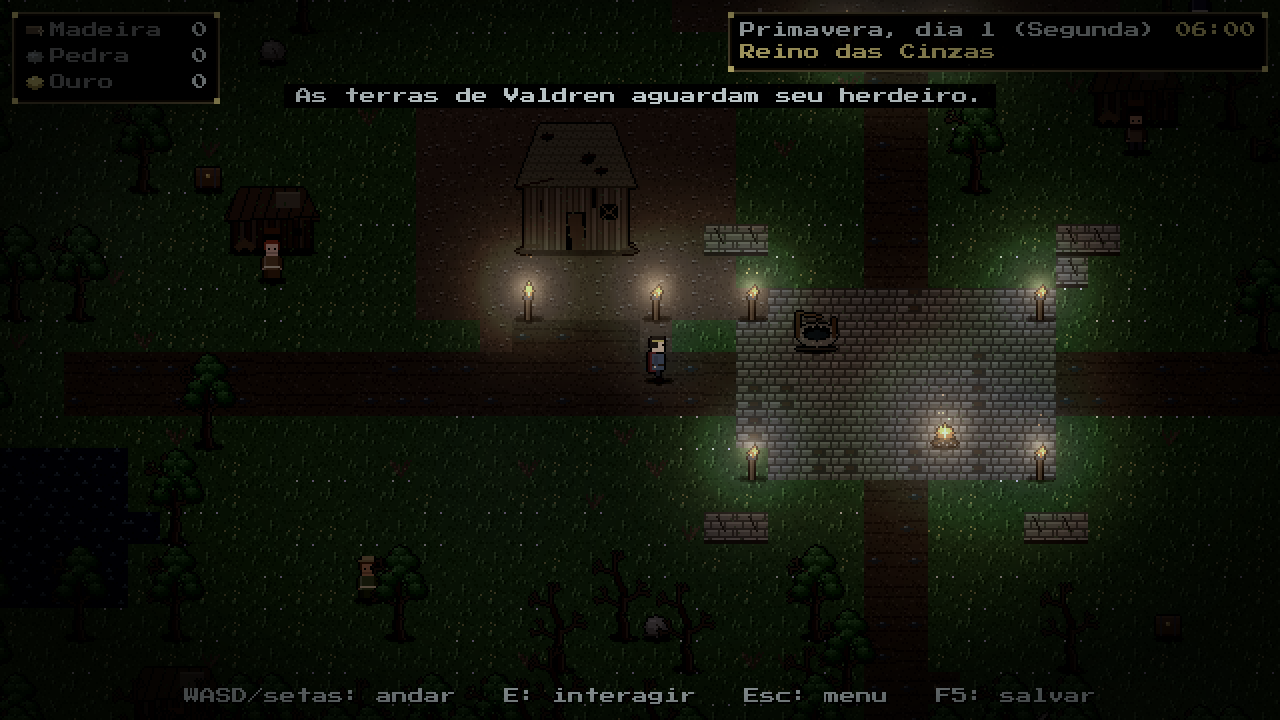 Madeira 0
Pedra 0
Ouro 0
Primavera, dia 1 (Segunda) 06:00
Reino das Cinzas
As terras de Valdren aguardam seu herdeiro.
WASD/setas: andar E: interagir Esc: menu F5: salvar